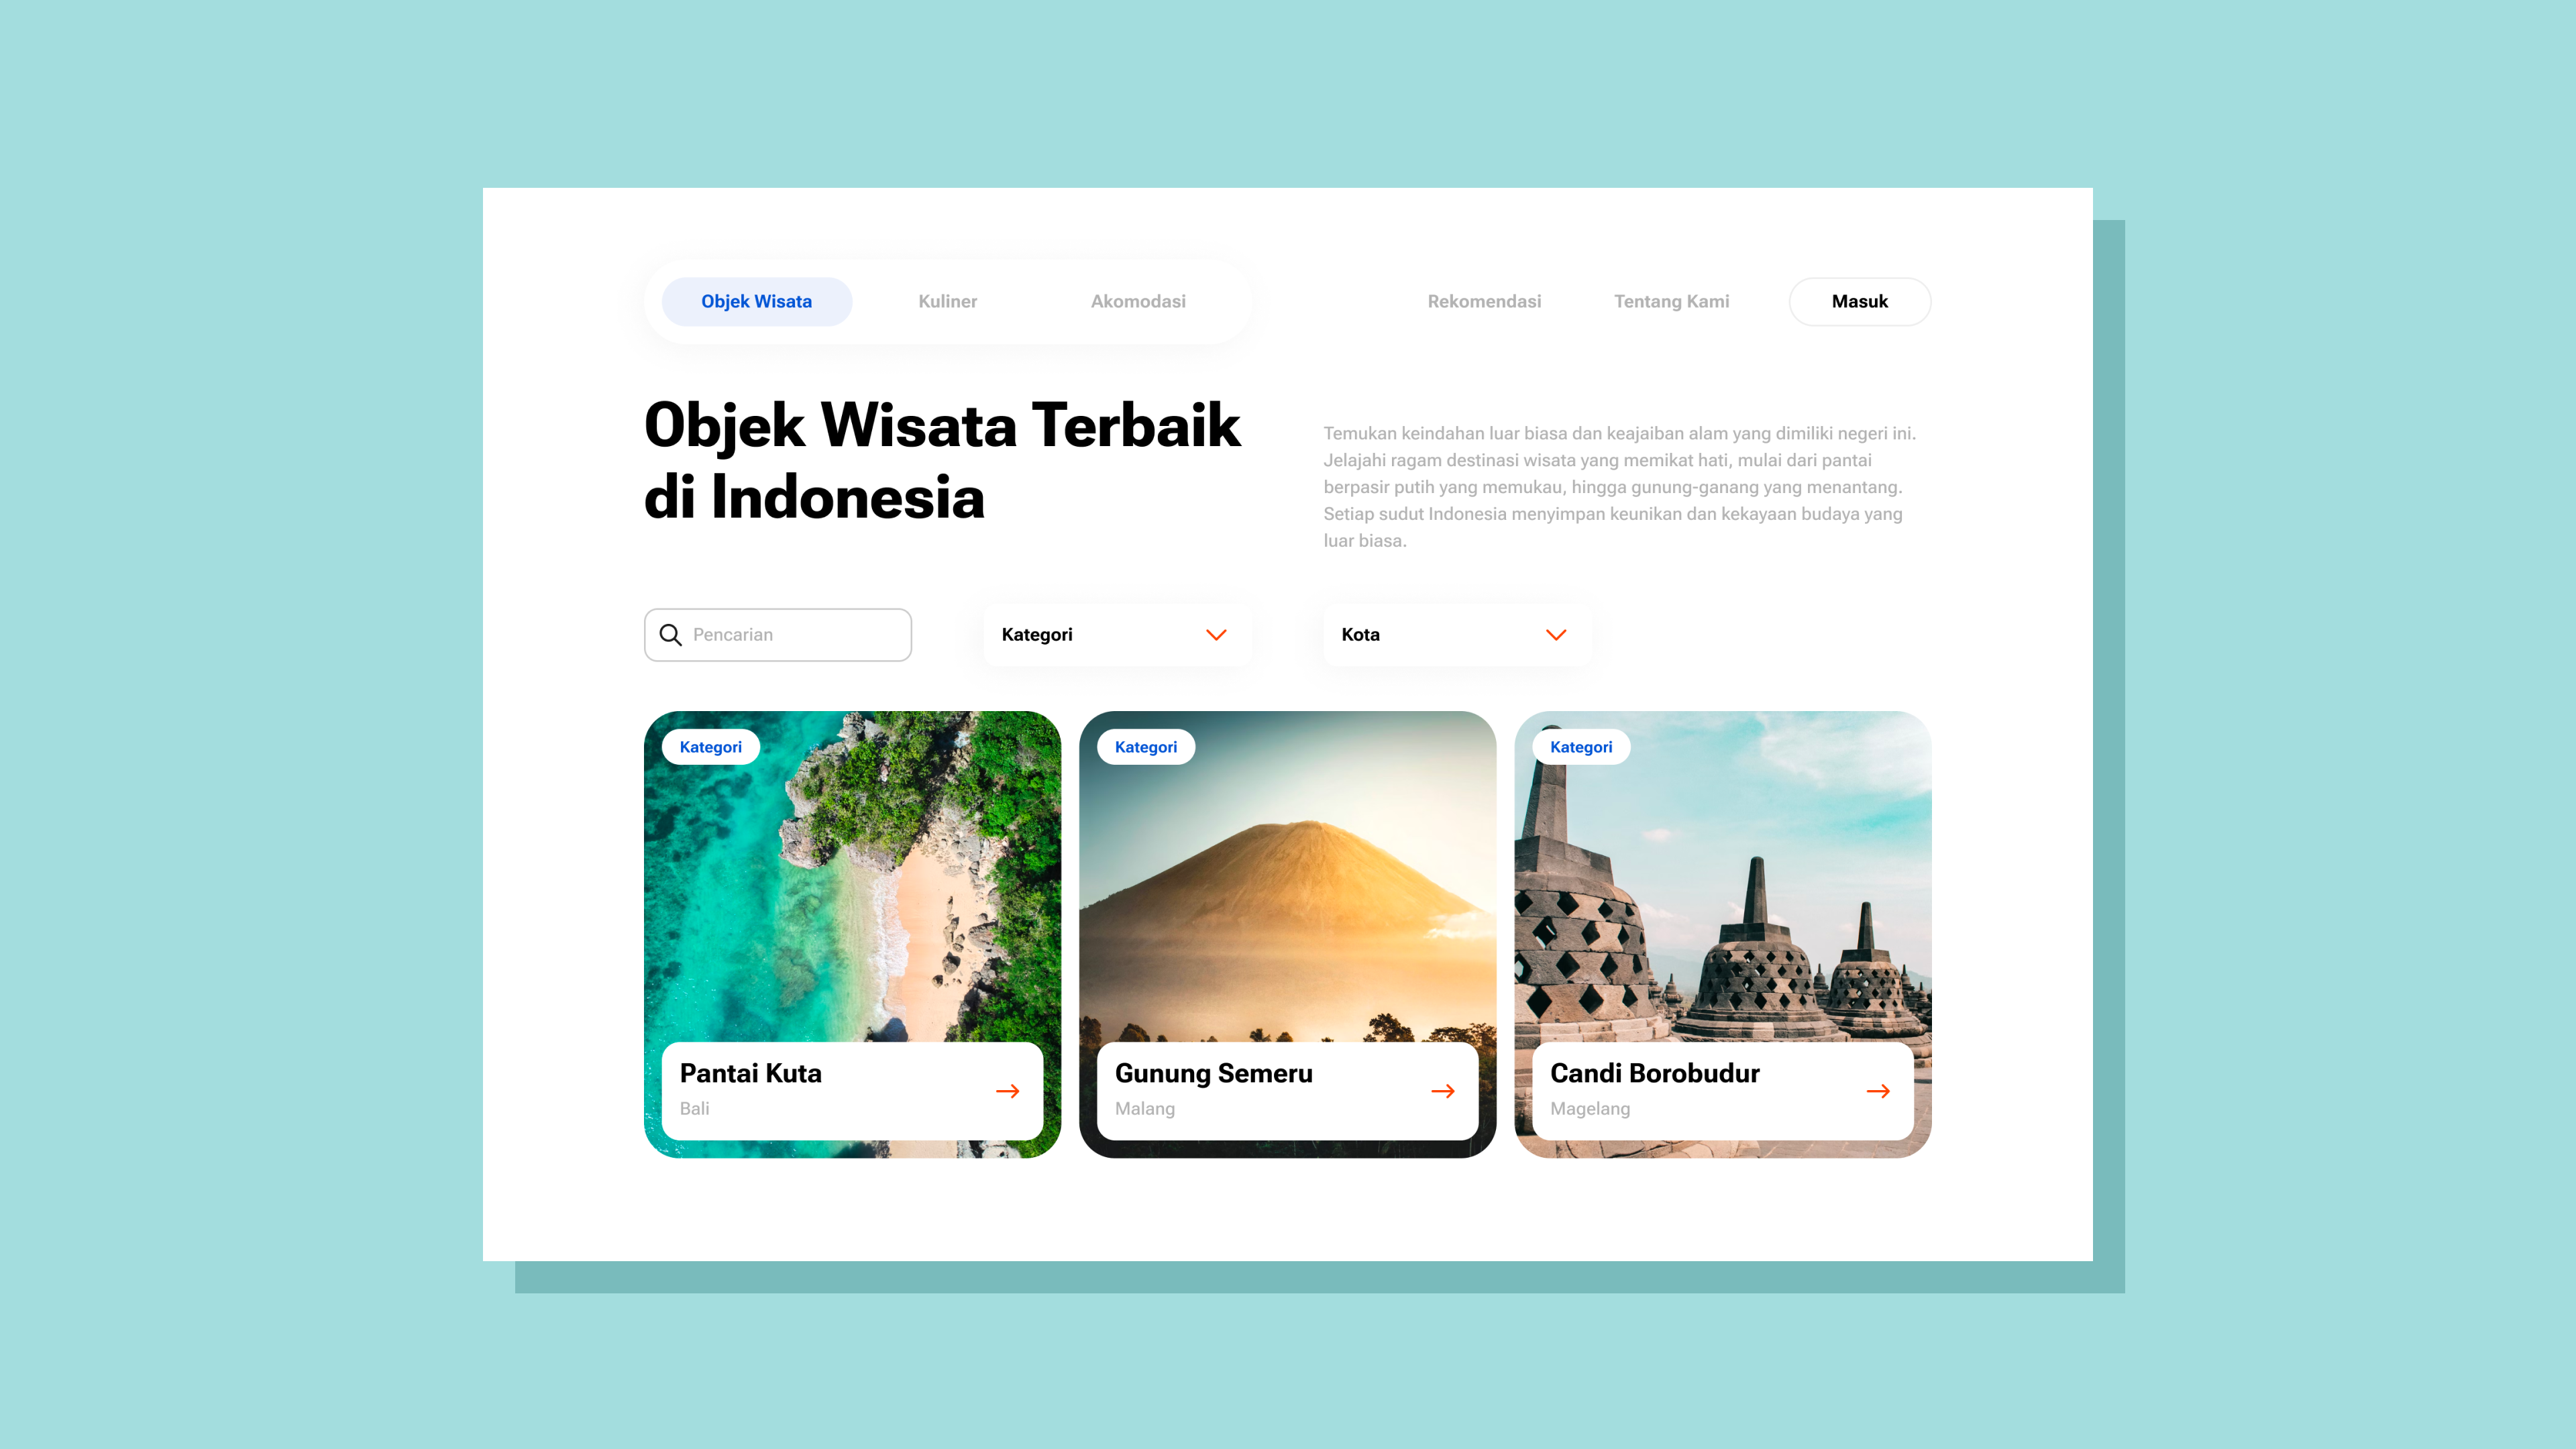 Objek Wisata
Kuliner
Akomodasi
Rekomendasi
Tentang Kami
Masuk
Objek Wisata Terbaik
di Indonesia
Temukan keindahan luar biasa dan keajaiban alam yang dimiliki negeri ini.
Jelajahi ragam destinasi wisata yang memikat hati, mulai dari pantai
berpasir putih yang memukau, hingga gunung-ganang yang menantang.
Setiap sudut Indonesia menyimpan keunikan dan kekayaan budaya yang
luar biasa.
Pencarian
Kategori
Kota
Kategori
Pantai Kuta
Bali
Kategori
Gunung Semeru
Malang
Kategori
Candi Borobudur
Magelang